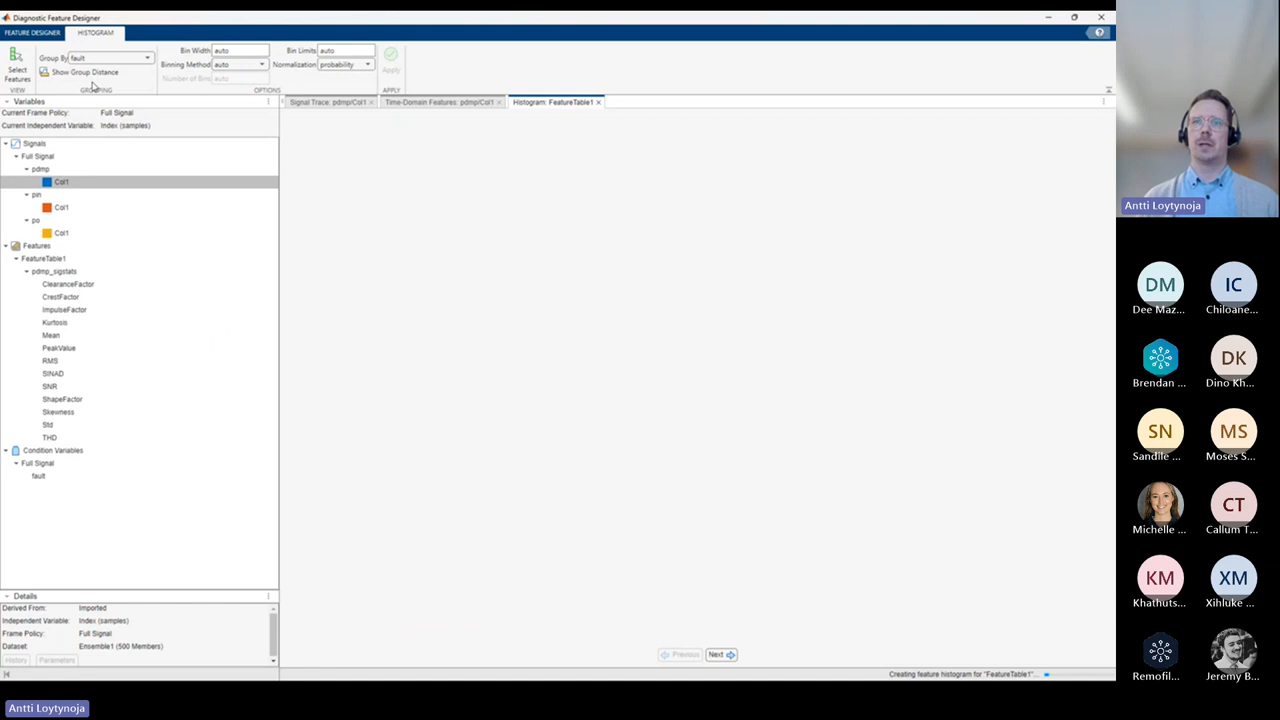 Diagnostic Feature Designer
FEATURE DESIGNER
HISTOGRAM
Select Features
VIEW
Group By fault
Show Group Distance
GROUPING
Bin Width auto
Binning Method auto
Number of Bins auto
Bin Limits auto
Normalization probability
OPTIONS
Apply
APPLY
Variables
Current Frame Policy: Full Signal
Current Independent Variable: Index (samples)
Signals
Full Signal
pdmp
Col1
pin
Col1
po
Col1
Features
FeatureTable1
pdmp_sigstats
ClearanceFactor
CrestFactor
ImpulseFactor
Kurtosis
Mean
PeakValue
RMS
SINAD
SNR
ShapeFactor
Skewness
Std
THD
Condition Variables
Full Signal
fault
Details
Derived From: Imported
Independent Variable: Index (samples)
Frame Policy: Full Signal
Dataset: Ensemble1 (500 Members)
History
Parameters
Signal Trace: pdmp/Col1
Time-Domain Features: pdmp/Col1
Histogram: FeatureTable1
Previous
Next
Creating feature histogram for "FeatureTable1"...
Antti Loytynoja
DM
Dee Maz...
IC
Chiloane...
Brendan ...
DK
Dino Kh...
SN
Sandile ...
MS
Moses S...
Michelle ...
CT
Callum T...
KM
Khathuts...
XM
Xihluke ...
Remofil...
Jeremy B...
Antti Loytynoja